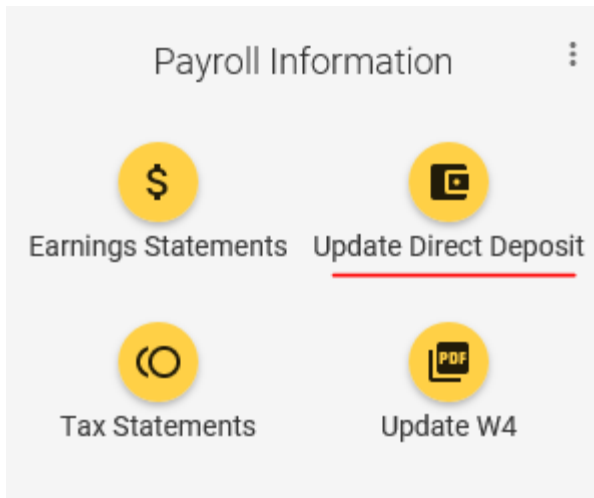 Payroll Information
$
Earnings Statements
Update Direct Deposit
PDF
Tax Statements
Update W4